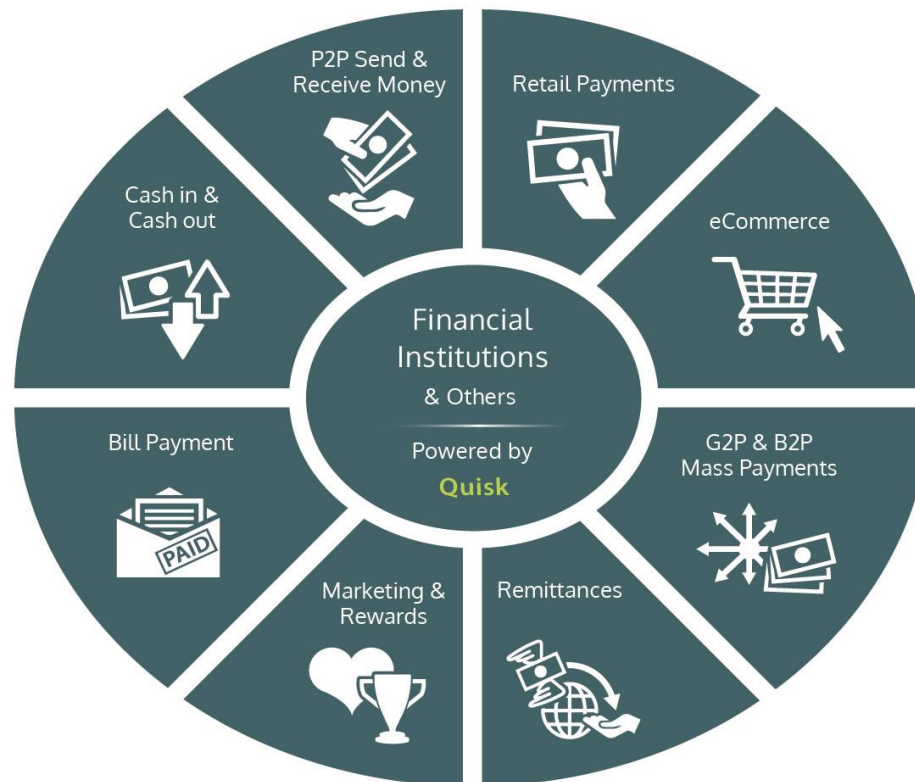 P2P Send &
Receive Money
Retail Payments
Cash in &
Cash out
eCommerce
Financial
Institutions
& Others
Powered by
Quisk
Bill Payment
PAID
G2P & B2P
Mass Payments
Marketing &
Rewards
Remittances